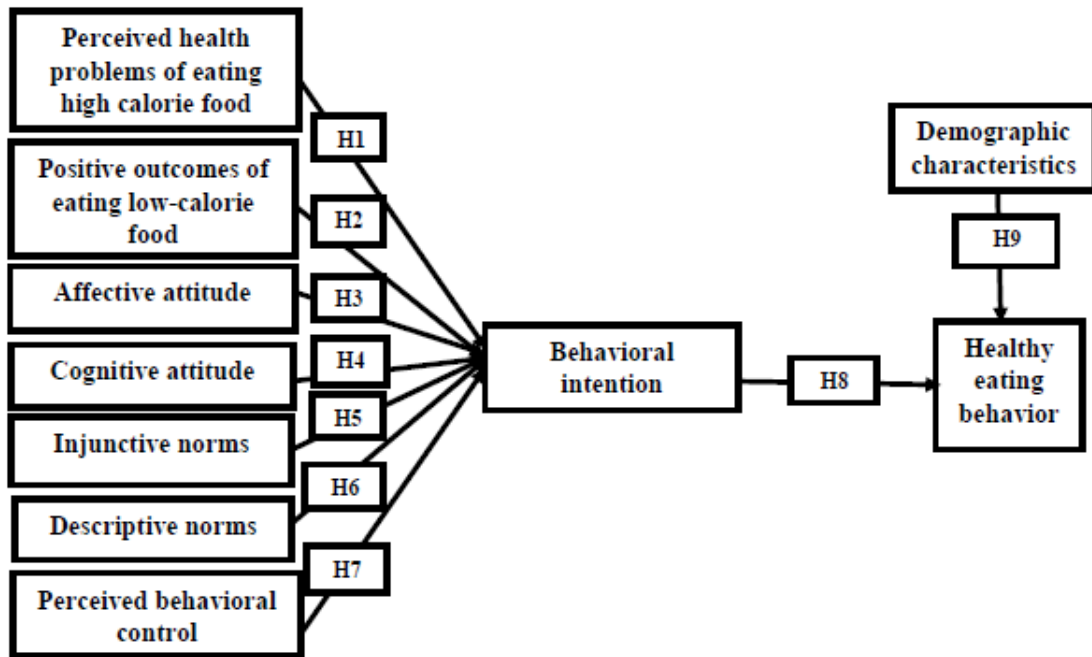 Perceived health
problems of eating
high calorie food
H1
Positive outcomes of
eating low-calorie
food
H2
Affective attitude
H3
Cognitive attitude
H4
Injunctive norms
H5
Descriptive norms
H6
Perceived behavioral
control
H7
Behavioral
intention
H8
Demographic
characteristics
H9
Healthy
eating
behavior